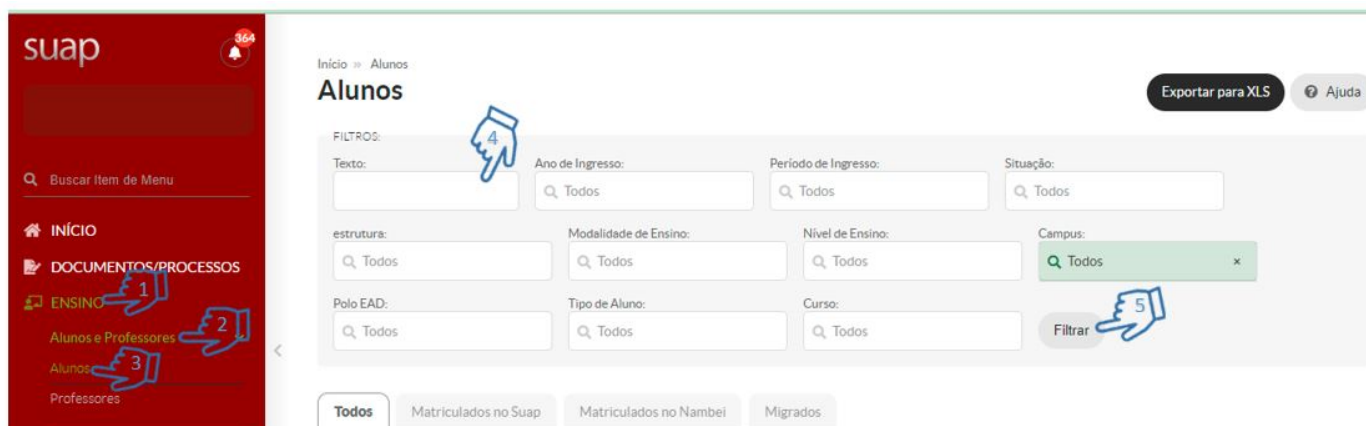 suap
364
Buscar Item de Menu
INÍCIO
DOCUMENTOS/PROCESSOS
ENSINO 1
Alunos e Professores 2
Alunos 3
Professores
Início » Alunos
Alunos
Exportar para XLS
Ajuda
FILTROS:
4
Texto:
Ano de Ingresso:
Período de Ingresso:
Situação:
Todos
Todos
Todos
estrutura:
Modalidade de Ensino:
Nível de Ensino:
Campus:
Todos
Todos
Todos
Todos ×
Polo EAD:
Tipo de Aluno:
Curso:
Todos
Todos
Todos
Filtrar 5
Todos
Matriculados no Suap
Matriculados no Nambei
Migrados